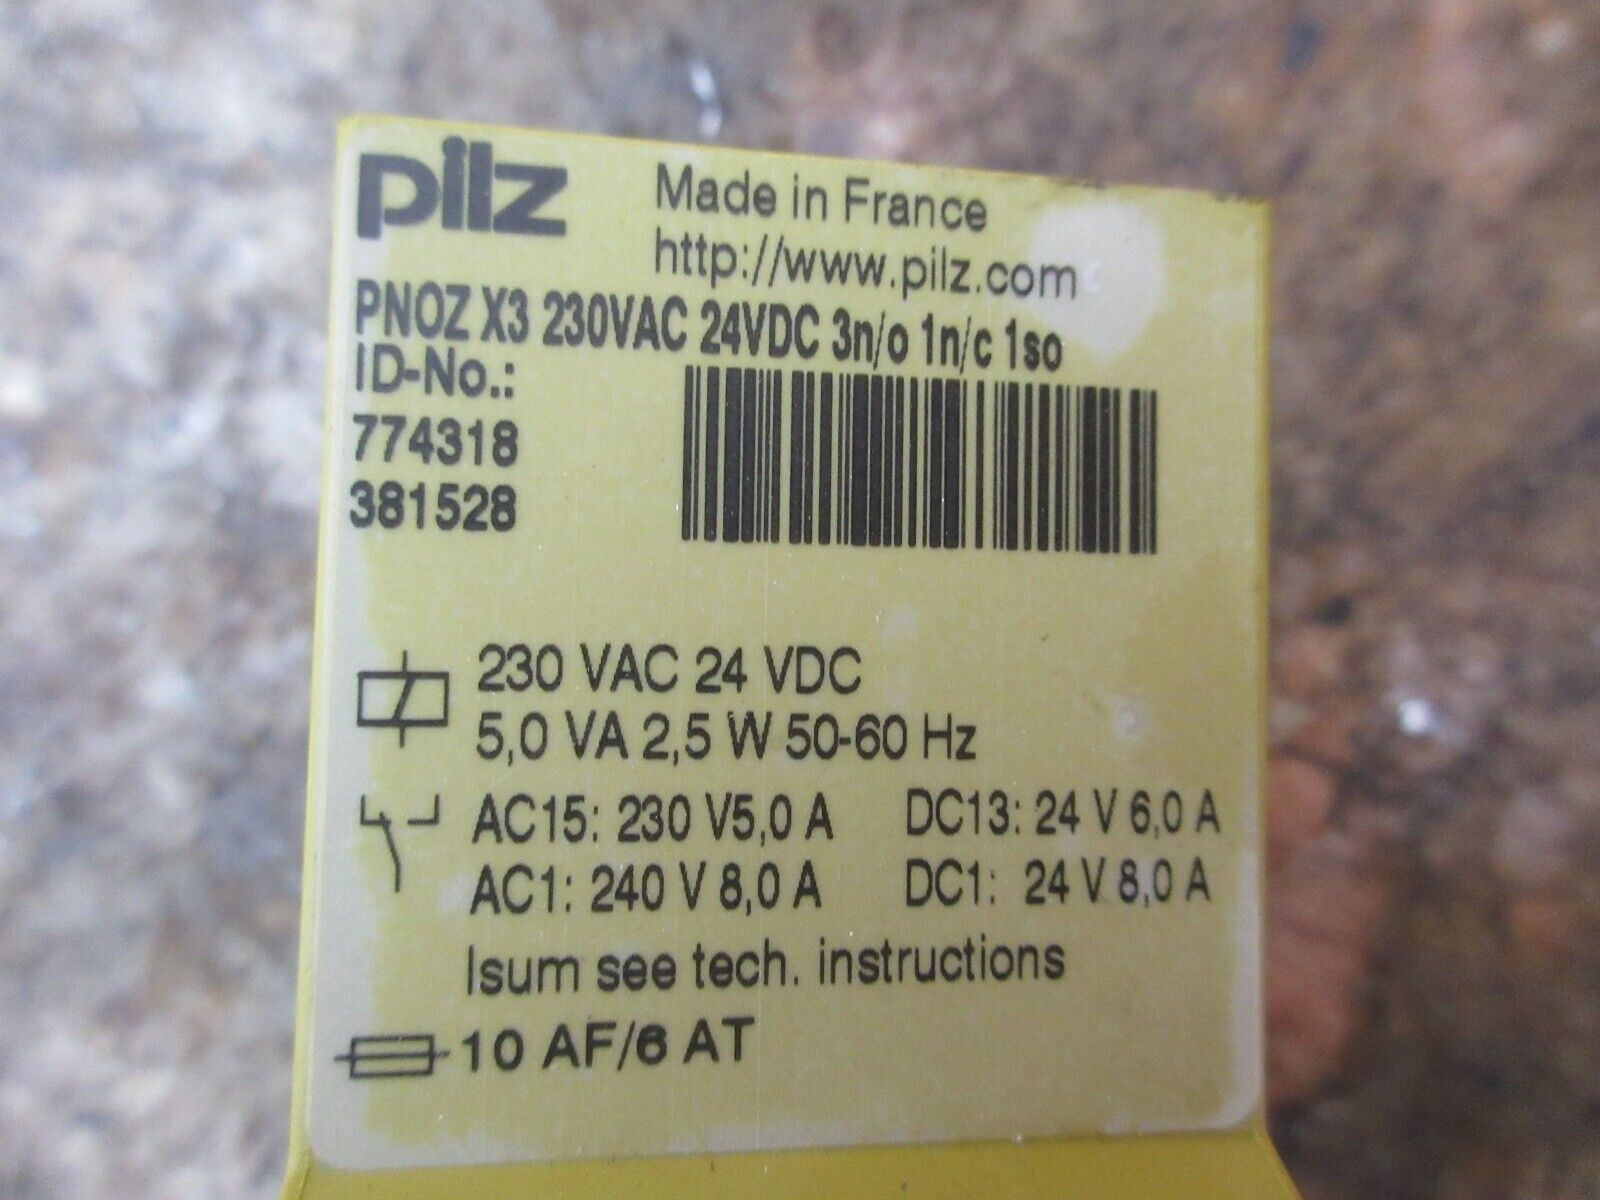 pilz
Made in France
http://www.pilz.com
PNOZ X3 230VAC 24VDC 3n/o 1n/c 1so
ID-No.:
774318
381528
230 VAC 24 VDC
5,0 VA 2,5 W 50-60 Hz
AC15: 230 V5,0 A DC13: 24 V 6,0 A
AC1: 240 V 8,0 A DC1: 24 V 8,0 A
Isum see tech. instructions
10 AF/6 AT